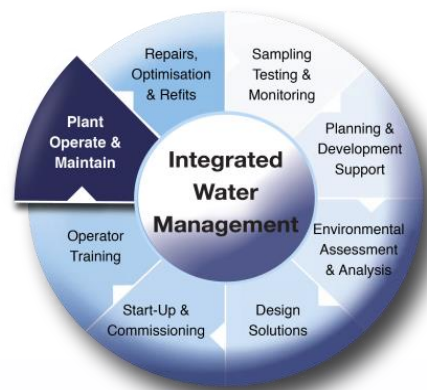 Integrated
Water
Management
Sampling
Testing &
Monitoring
Planning &
Development
Support
Environmental
Assessment
& Analysis
Design
Solutions
Start-Up &
Commissioning
Operator
Training
Plant
Operate &
Maintain
Repairs,
Optimisation
& Refits